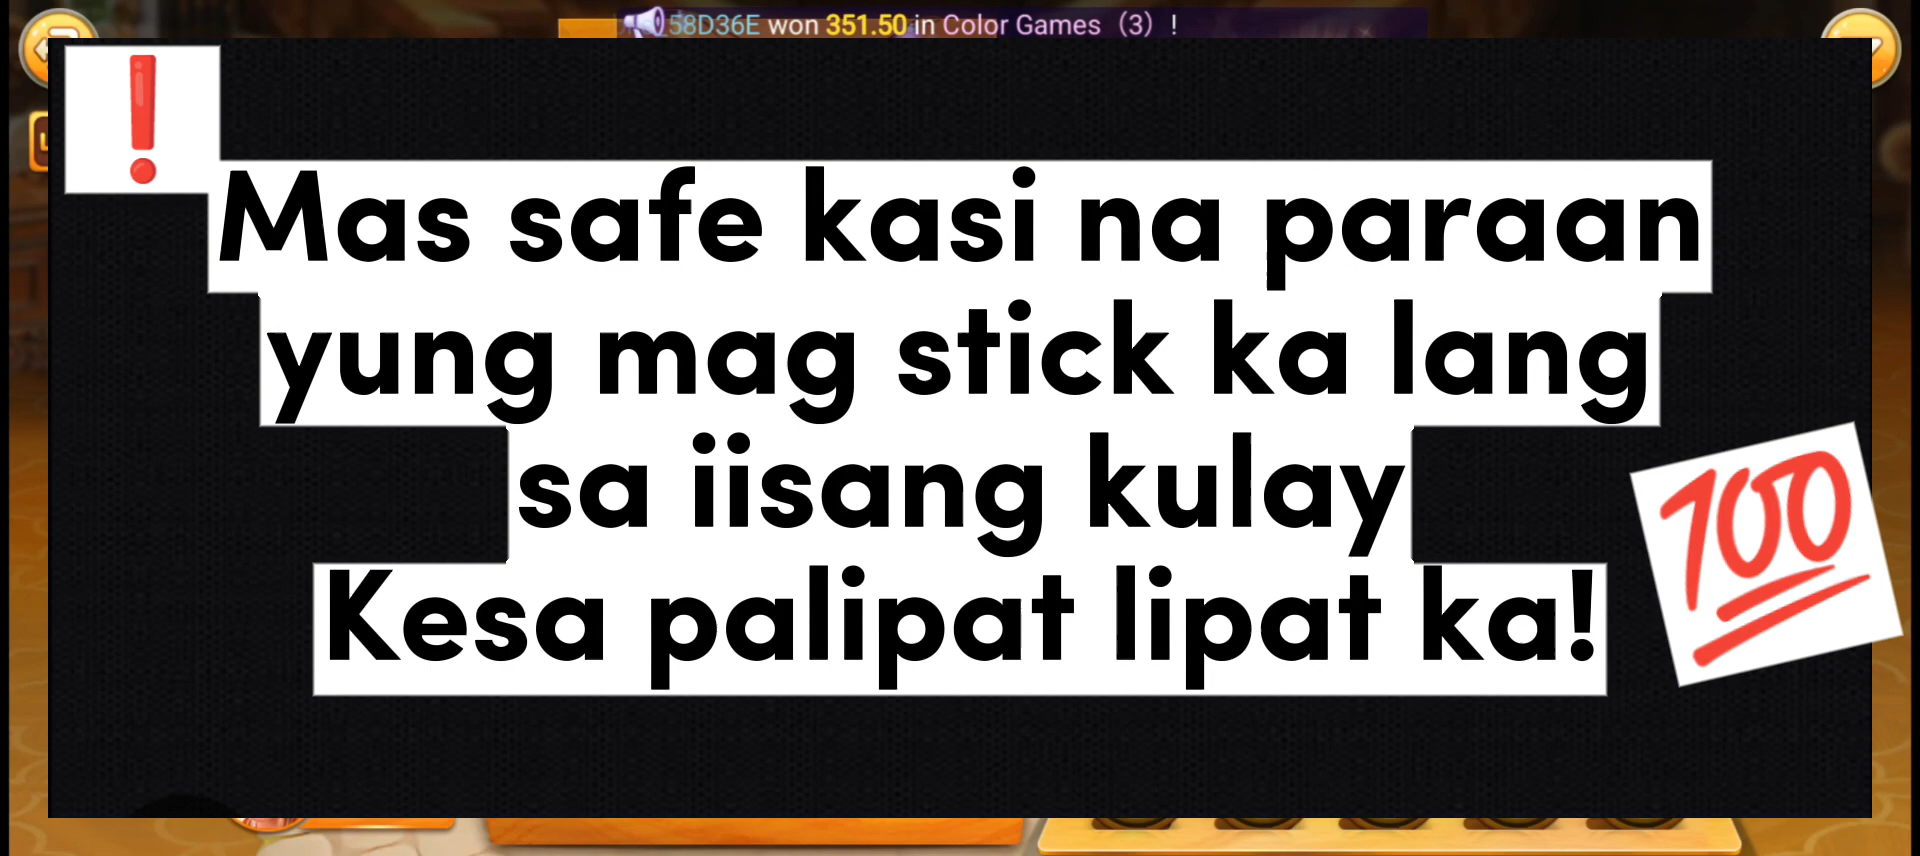 58D36E won 351.50 in Color Games (3) !
❗
Mas safe kasi na paraan
yung mag stick ka lang
sa iisang kulay
Kesa palipat lipat ka!
💯